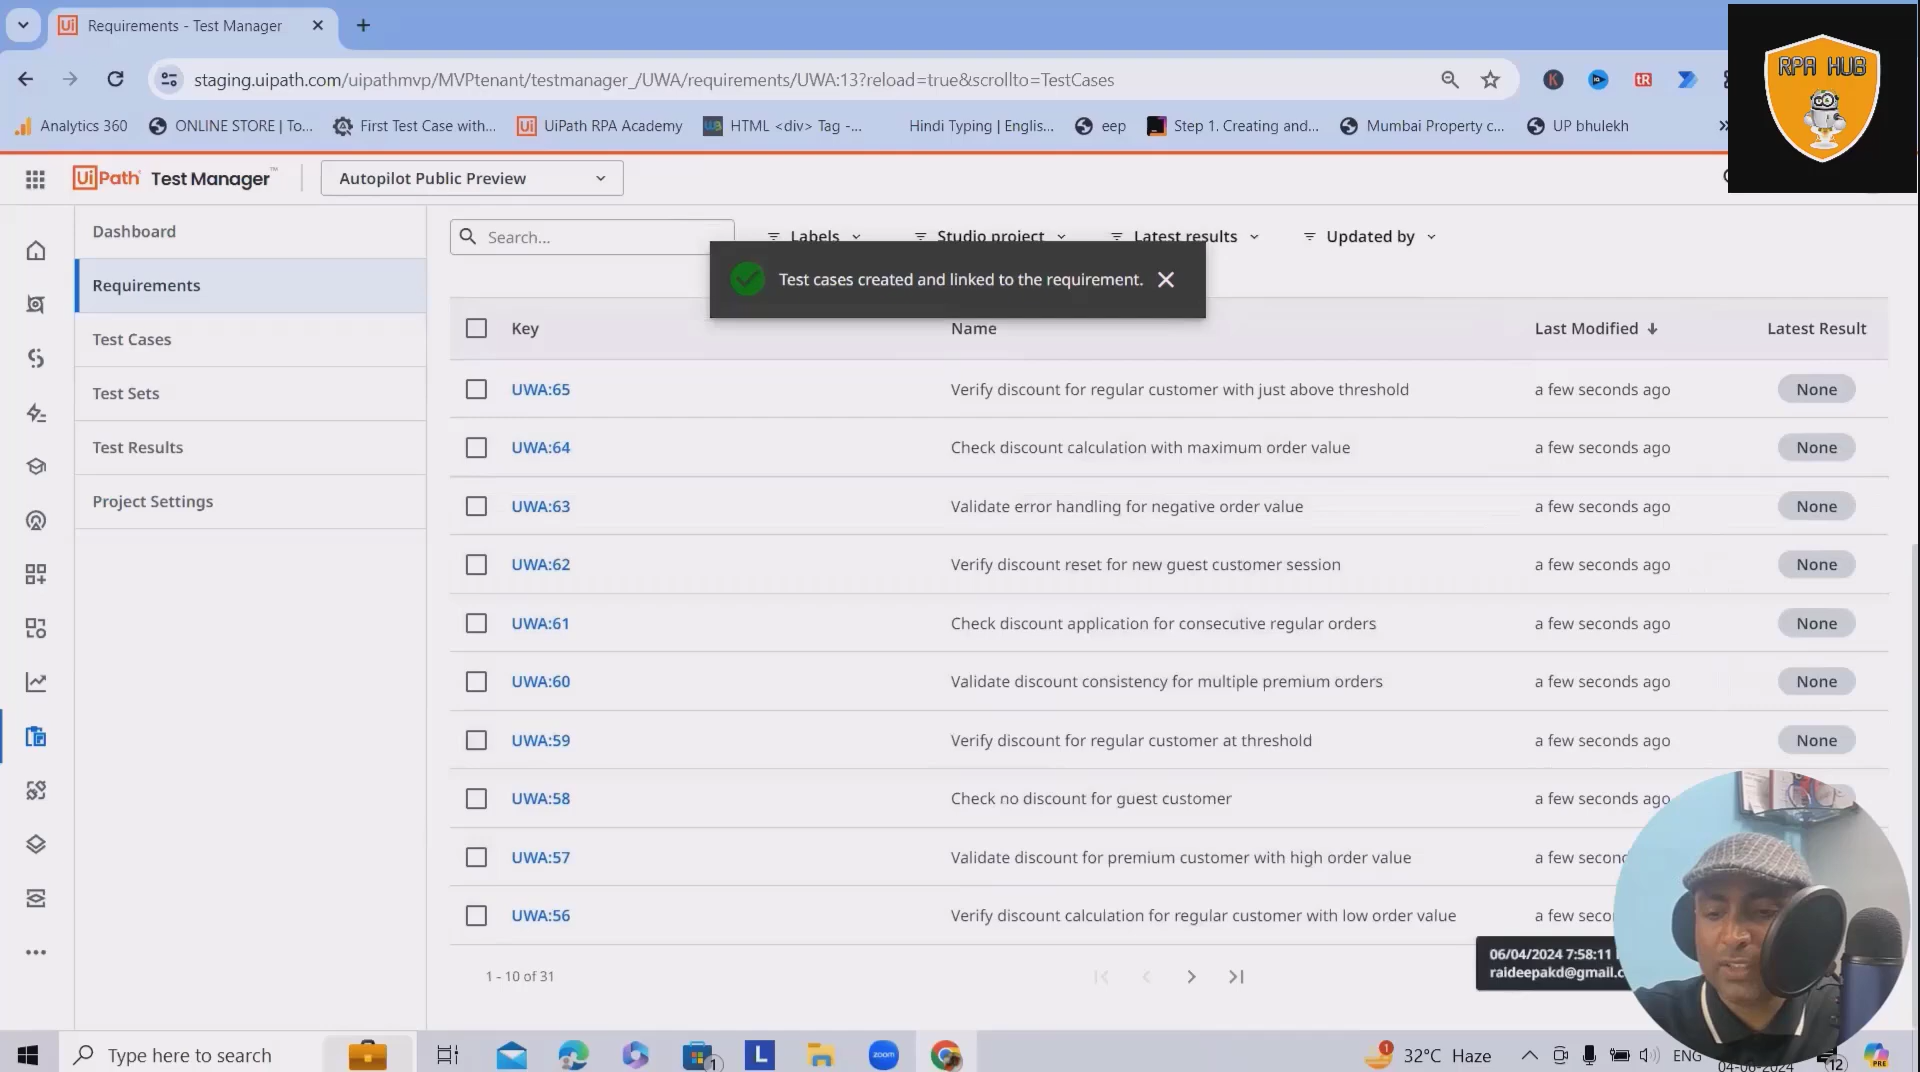 Requirements - Test Manager
staging.uipath.com/uipathmvp/MVPtenant/testmanager_/UWA/requirements/UWA:13?reload=true&scrollto=TestCases
Analytics 360
ONLINE STORE | To...
First Test Case with...
UiPath RPA Academy
HTML <div> Tag -...
Hindi Typing | Englis...
eep
Step 1. Creating and...
Mumbai Property c...
UP bhulekh
RPA HUB
UiPath Test Manager™
Autopilot Public Preview
Dashboard
Requirements
Test Cases
Test Sets
Test Results
Project Settings
Search...
Labels
Studio project
Latest results
Updated by
Test cases created and linked to the requirement.
Key Name Last Modified Latest Result
UWA:65 Verify discount for regular customer with just above threshold a few seconds ago None
UWA:64 Check discount calculation with maximum order value a few seconds ago None
UWA:63 Validate error handling for negative order value a few seconds ago None
UWA:62 Verify discount reset for new guest customer session a few seconds ago None
UWA:61 Check discount application for consecutive regular orders a few seconds ago None
UWA:60 Validate discount consistency for multiple premium orders a few seconds ago None
UWA:59 Verify discount for regular customer at threshold a few seconds ago None
UWA:58 Check no discount for guest customer a few seconds ago
UWA:57 Validate discount for premium customer with high order value a few
UWA:56 Verify discount calculation for regular customer with low order value a few
06/04/2024 7:58:11
1 - 10 of 31
Type here to search
L
zoom
1
1
32°C Haze
ENG
04-06-2024
12
PRE